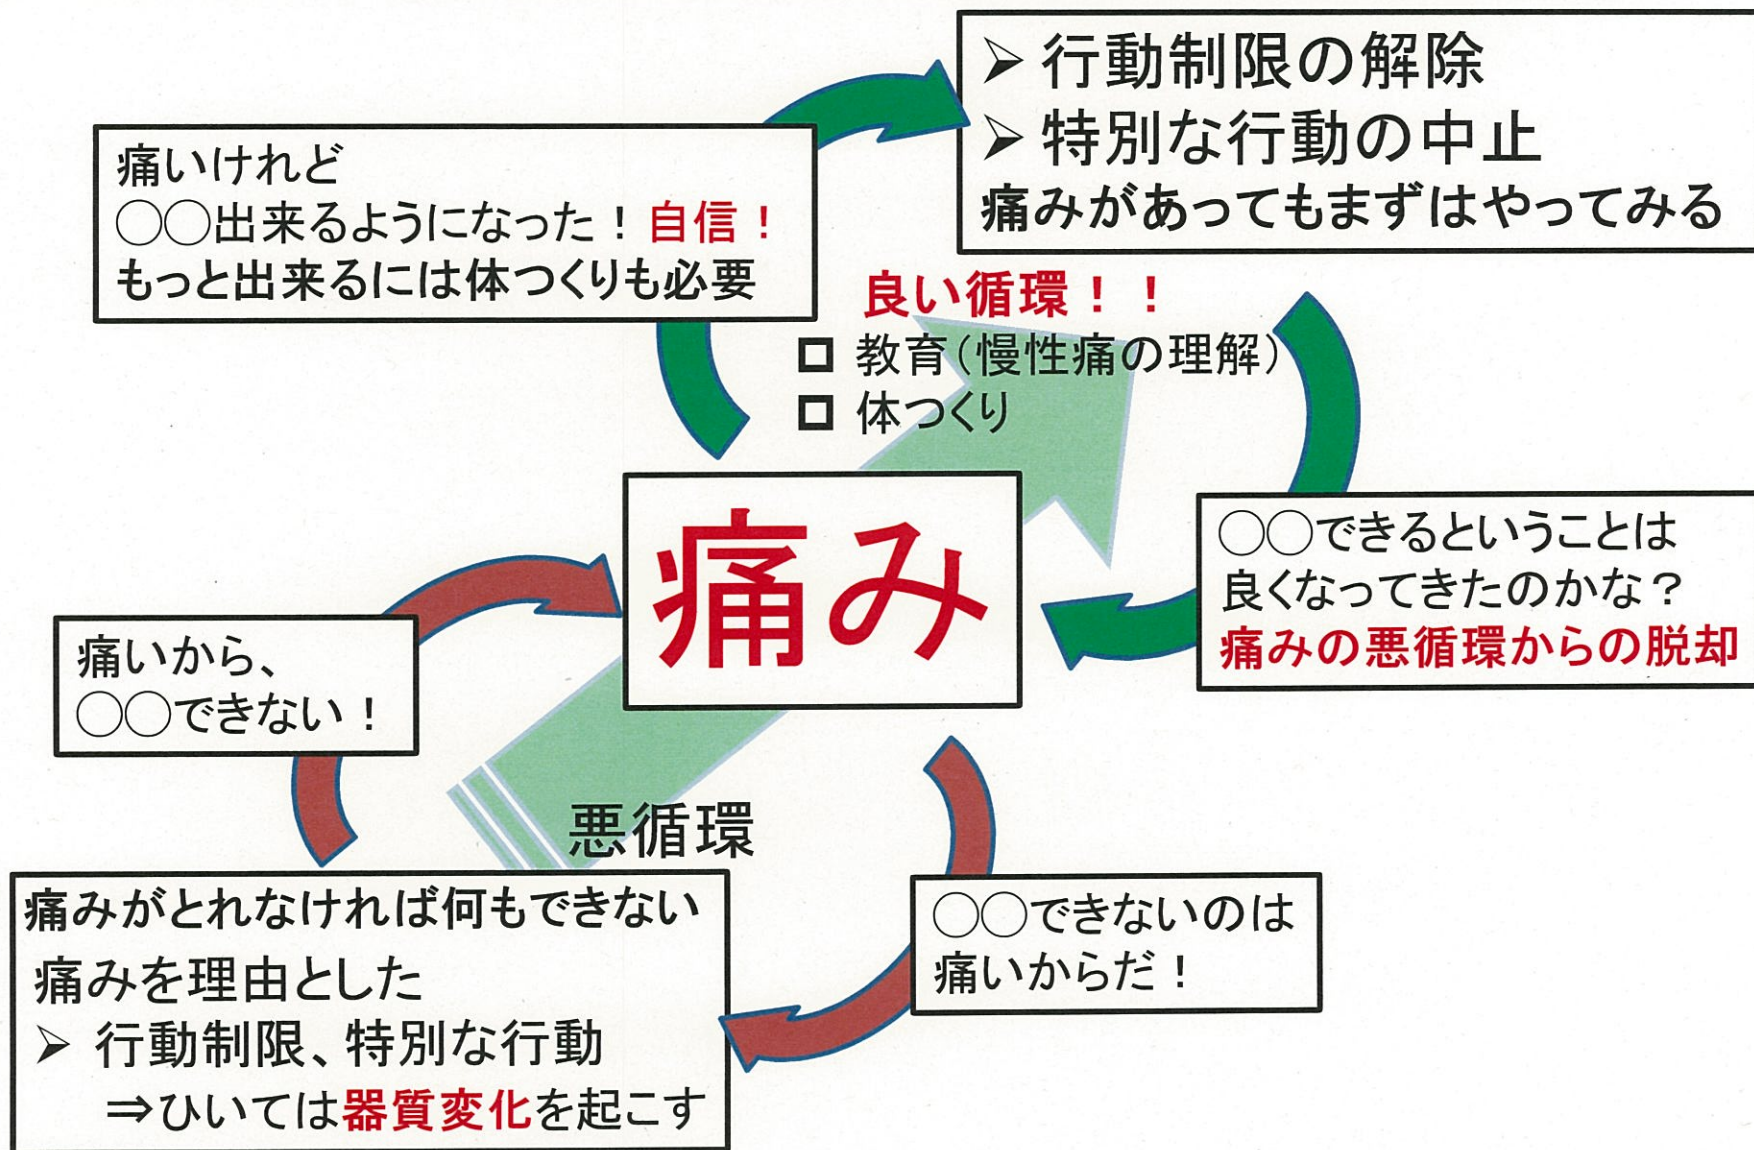 ➢ 行動制限の解除
➢ 特別な行動の中止
痛みがあってもまずはやってみる
痛いけれど
○○出来るようになった！自信！
もっと出来るには体つくりも必要
良い循環！！
□ 教育(慢性痛の理解)
□ 体つくり
痛み
○○できるということは
良くなってきたのかな？
痛みの悪循環からの脱却
痛いから、
○○できない！
悪循環
痛みがとれなければ何もできない
痛みを理由とした
➢ 行動制限、特別な行動
⇒ひいては器質変化を起こす
○○できないのは
痛いからだ！